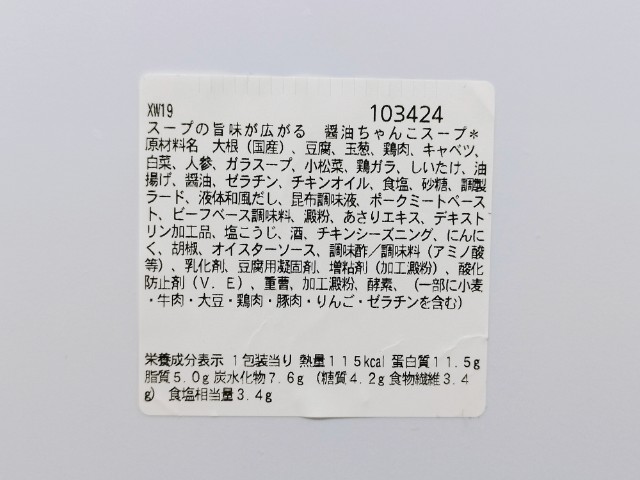 XW19
103424
スープの旨味が広がる　醤油ちゃんこスープ＊
原材料名　大根（国産）、豆腐、玉葱、鶏肉、キャベツ、
白菜、人参、ガラスープ、小松菜、鶏ガラ、しいたけ、油
揚げ、醤油、ゼラチン、チキンオイル、食塩、砂糖、調製
ラード、液体和風だし、昆布調味液、ポークミートペース
ト、ビーフベース調味料、澱粉、あさりエキス、デキスト
リン加工品、塩こうじ、酒、チキンシーズニング、にんに
く、胡椒、オイスターソース、調味酢／調味料（アミノ酸
等）、乳化剤、豆腐用凝固剤、増粘剤（加工澱粉）、酸化
防止剤（Ｖ．Ｅ）、重曹、加工澱粉、酵素、（一部に小麦
・牛肉・大豆・鶏肉・豚肉・りんご・ゼラチンを含む）
栄養成分表示　１包装当り　熱量１１５kcal　蛋白質１１.５g
脂質５.０g 炭水化物７.６g （糖質４.２g 食物繊維３.４
g)　食塩相当量３.４g